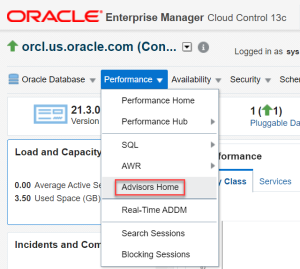 ORACLE Enterprise Manager Cloud Control 13c
orcl.us.oracle.com (Con...
Logged in as sys
Oracle Database Performance Availability Security
21.3.0
Version
Performance Home
Performance Hub
SQL
AWR
Advisors Home
Real-Time ADDM
Search Sessions
Blocking Sessions
1 (1)
Pluggable Da
Load and Capacity
0.00 Average Active Se
3.50 Used Space (GB)
Class Services
Incidents and Com